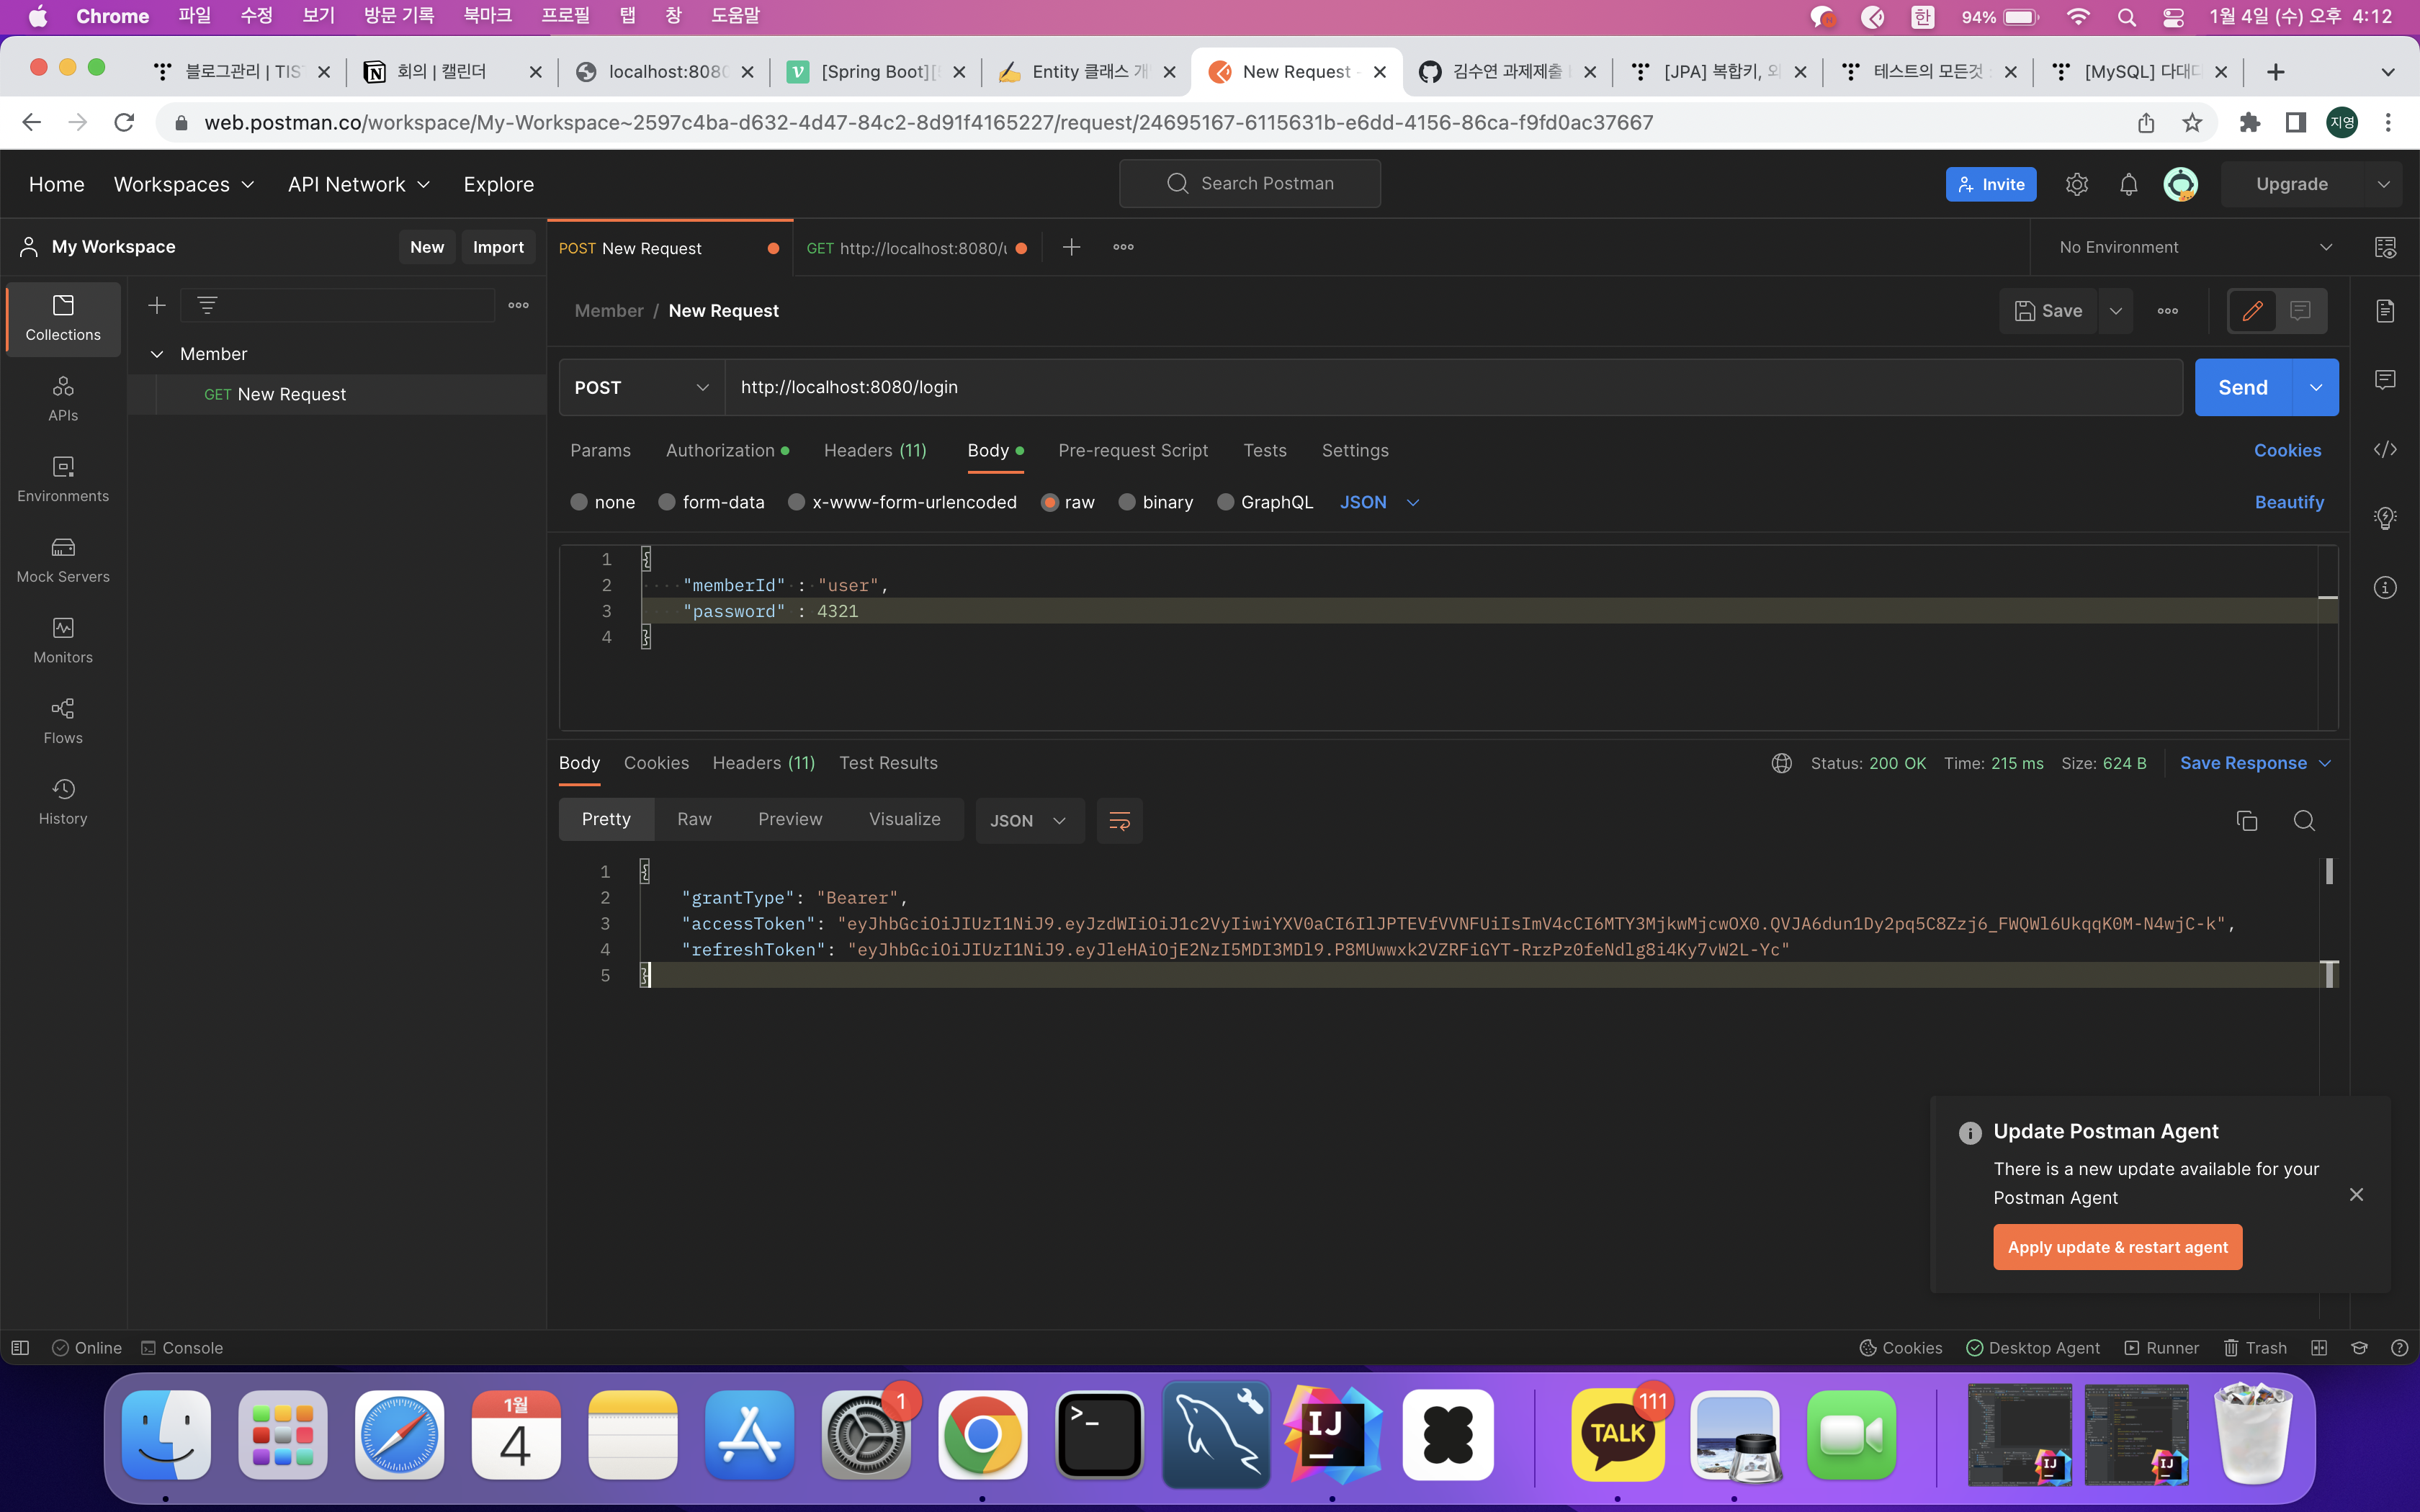 Chrome 파일 수정 보기 방문 기록 북마크 프로필 탭 창 도움말 한 94% 1월 4일 (수) 오후 4:12
블로그관리 | TIS 회의 | 캘린더 localhost:808 [Spring Boot][ Entity 클래스 개 New Request - 김수연 과제제출 [JPA] 복합키, 외 테스트의 모든것 [MySQL] 다대다
web.postman.co/workspace/My-Workspace~2597c4ba-d632-4d47-84c2-8d91f4165227/request/24695167-6115631b-e6dd-4156-86ca-f9fd0ac37667 지영
Home Workspaces API Network Explore Search Postman Invite Upgrade
My Workspace New Import POST New Request GET http://localhost:8080/ No Environment
Collections
Member / New Request Save
Member
GET New Request
POST http://localhost:8080/login Send
APIs
Params Authorization Headers (11) Body Pre-request Script Tests Settings Cookies
Environments
none form-data x-www-form-urlencoded raw binary GraphQL JSON Beautify
1 {
2 "memberId" : "user",
3 "password" : 4321
4 }
Mock Servers
Monitors
Flows
History
Body Cookies Headers (11) Test Results Status: 200 OK Time: 215 ms Size: 624 B Save Response
Pretty Raw Preview Visualize JSON
1 {
2 "grantType": "Bearer",
3 "accessToken": "eyJhbGciOiJIUzI1NiJ9.eyJzdWIiOiJ1c2VyIiwiYXV0aCI6IlJPTEVfVVNFUiIsImV4cCI6MTY3MjkwMjcwOX0.QVJA6dun1Dy2pq5C8Zzj6_FWQWl6UkqqK0M-N4wjC-k",
4 "refreshToken": "eyJhbGciOiJIUzI1NiJ9.eyJleHAiOjE2NzI5MDI3MDl9.P8MUwwxk2VZRFiGYT-RrzPz0feNdlg8i4Ky7vW2L-Yc"
5 }
Update Postman Agent
There is a new update available for your
Postman Agent
Apply update & restart agent
Online Console Cookies Desktop Agent Runner Trash
1월 4 1 >_ IJ TALK 111 IJ IJ